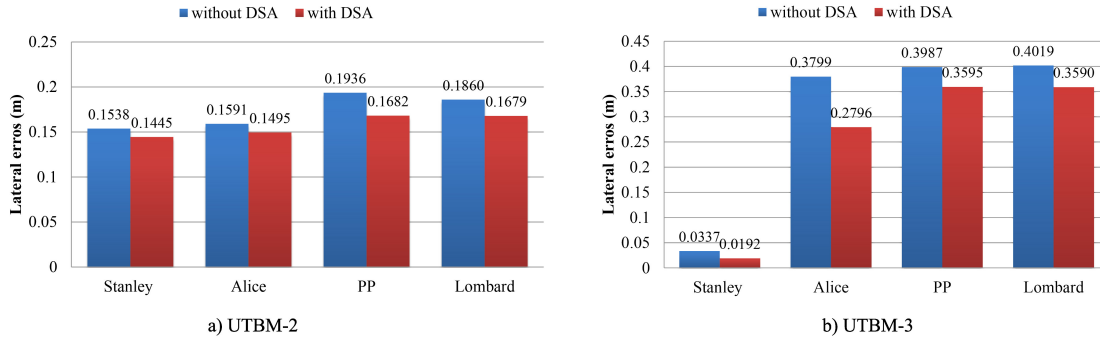 without DSA with DSA
0.25
0.2
0.15
0.1
0.05
0
Lateral erros (m)
0.1538 0.1445 0.1591 0.1495 0.1936 0.1682 0.1860 0.1679
Stanley Alice PP Lombard
a) UTBM-2
without DSA with DSA
0.45
0.4
0.35
0.3
0.25
0.2
0.15
0.1
0.05
0
Lateral erros (m)
0.0337 0.0192 0.3799 0.2796 0.3987 0.3595 0.4019 0.3590
Stanley Alice PP Lombard
b) UTBM-3